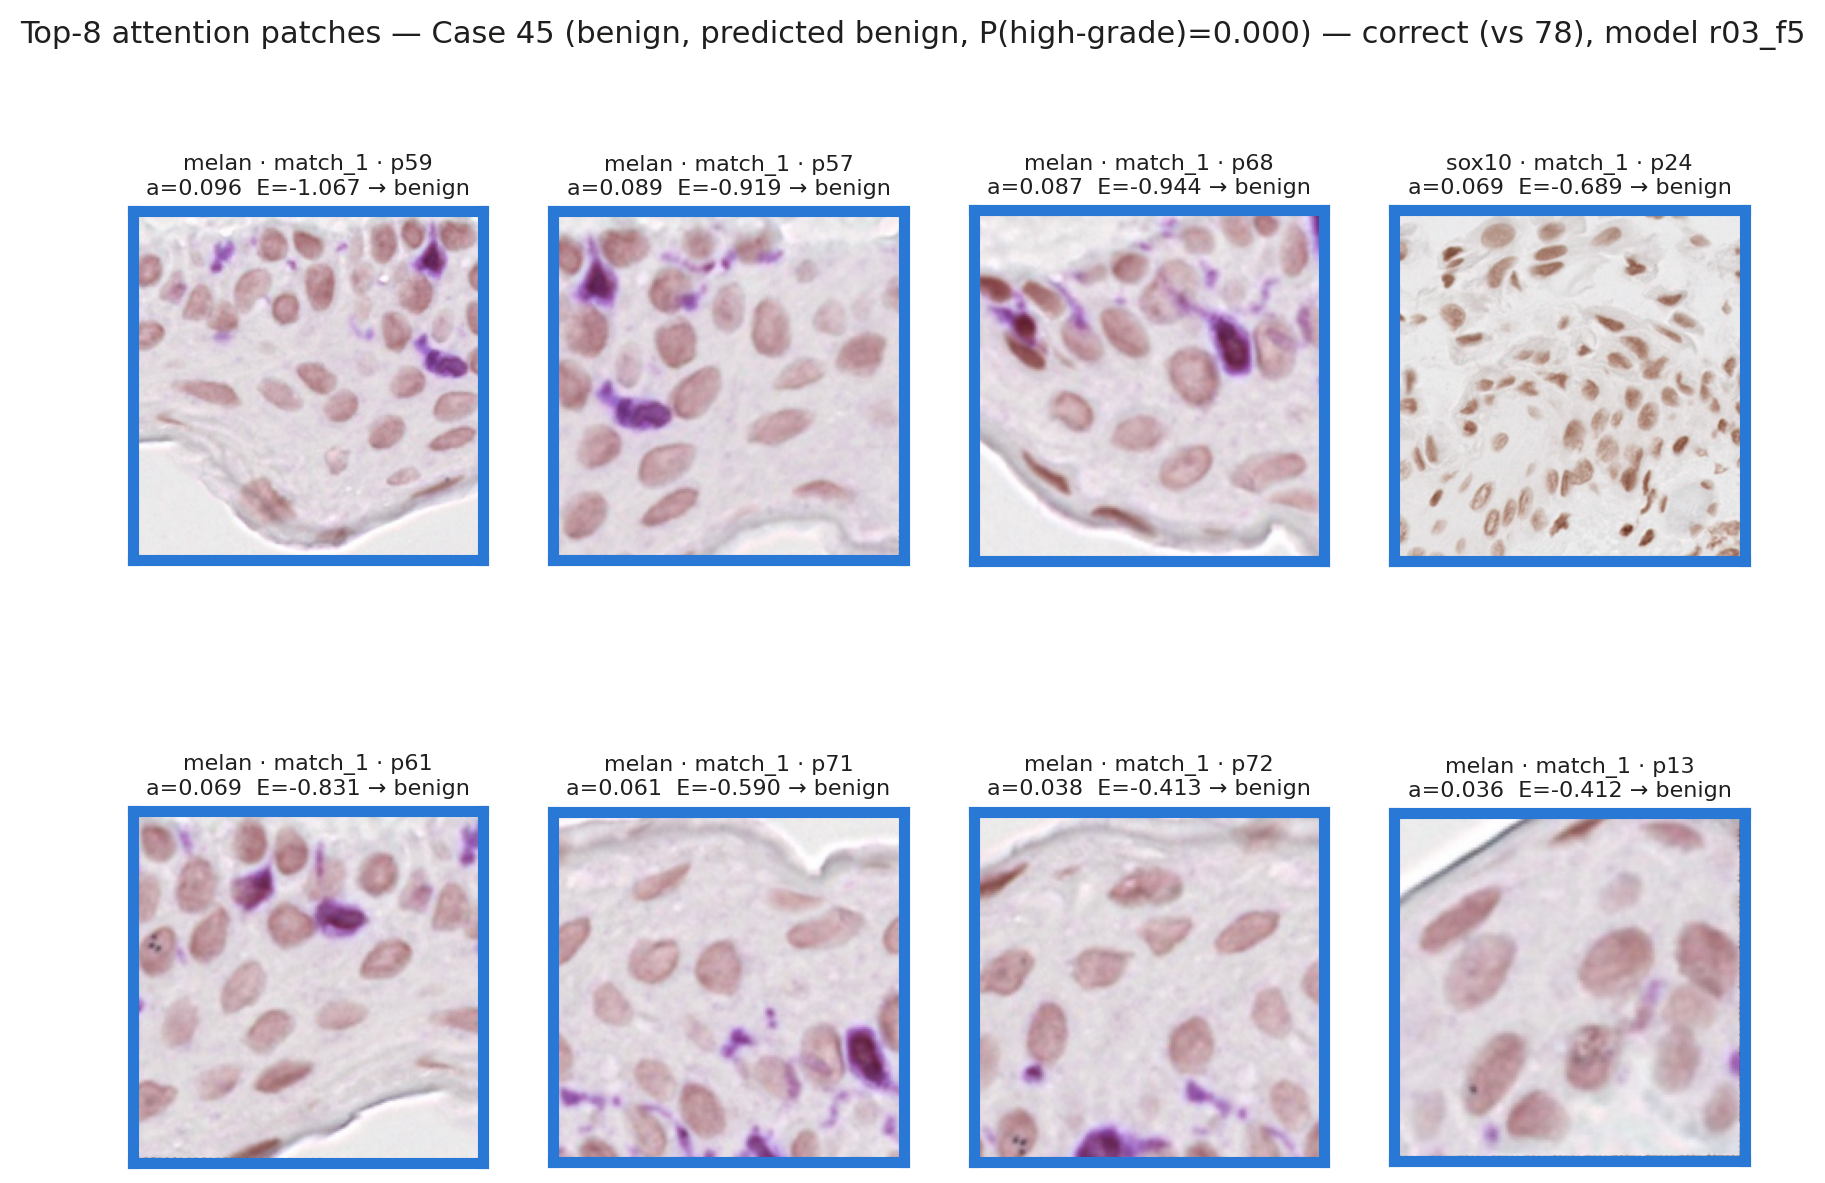 Top-8 attention patches — Case 45 (benign, predicted benign, P(high-grade)=0.000) — correct (vs 78), model r03_f5
melan · match_1 · p59
a=0.096  E=-1.067 → benign
melan · match_1 · p57
a=0.089  E=-0.919 → benign
melan · match_1 · p68
a=0.087  E=-0.944 → benign
sox10 · match_1 · p24
a=0.069  E=-0.689 → benign
melan · match_1 · p61
a=0.069  E=-0.831 → benign
melan · match_1 · p71
a=0.061  E=-0.590 → benign
melan · match_1 · p72
a=0.038  E=-0.413 → benign
melan · match_1 · p13
a=0.036  E=-0.412 → benign